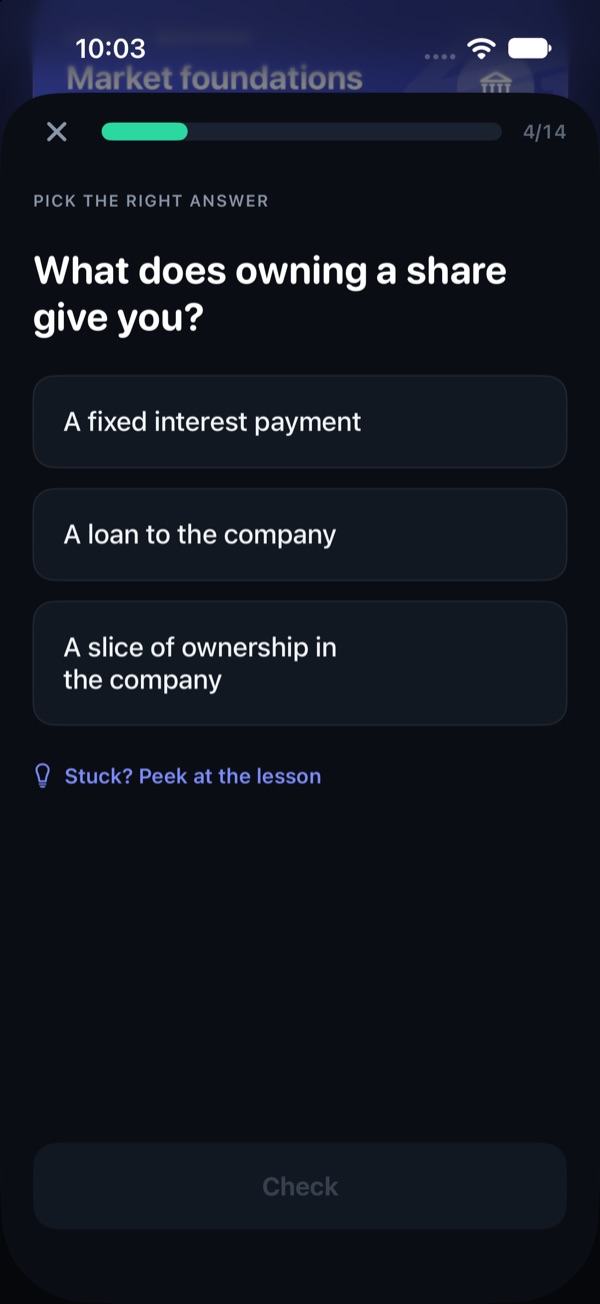 10:03
Market foundations
4/14
PICK THE RIGHT ANSWER
What does owning a share
give you?
A fixed interest payment
A loan to the company
A slice of ownership in
the company
Stuck? Peek at the lesson
Check